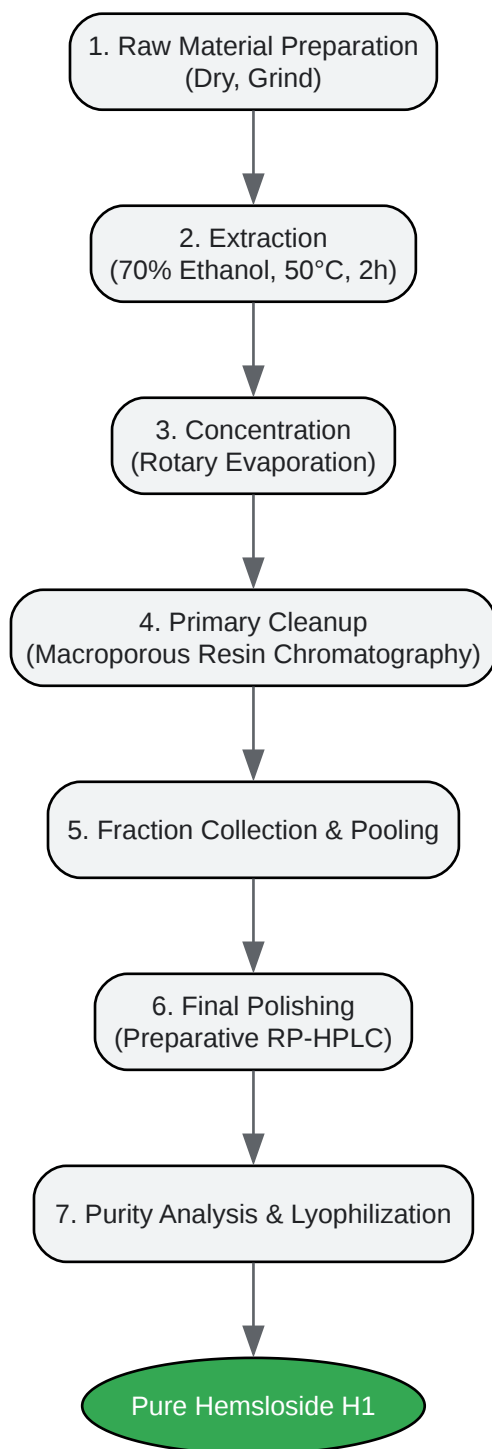 1. Raw Material Preparation
(Dry, Grind)
2. Extraction
(70% Ethanol, 50°C, 2h)
3. Concentration
(Rotary Evaporation)
4. Primary Cleanup
(Macroporous Resin Chromatography)
5. Fraction Collection & Pooling
6. Final Polishing
(Preparative RP-HPLC)
7. Purity Analysis & Lyophilization
Pure Hemsloside H1